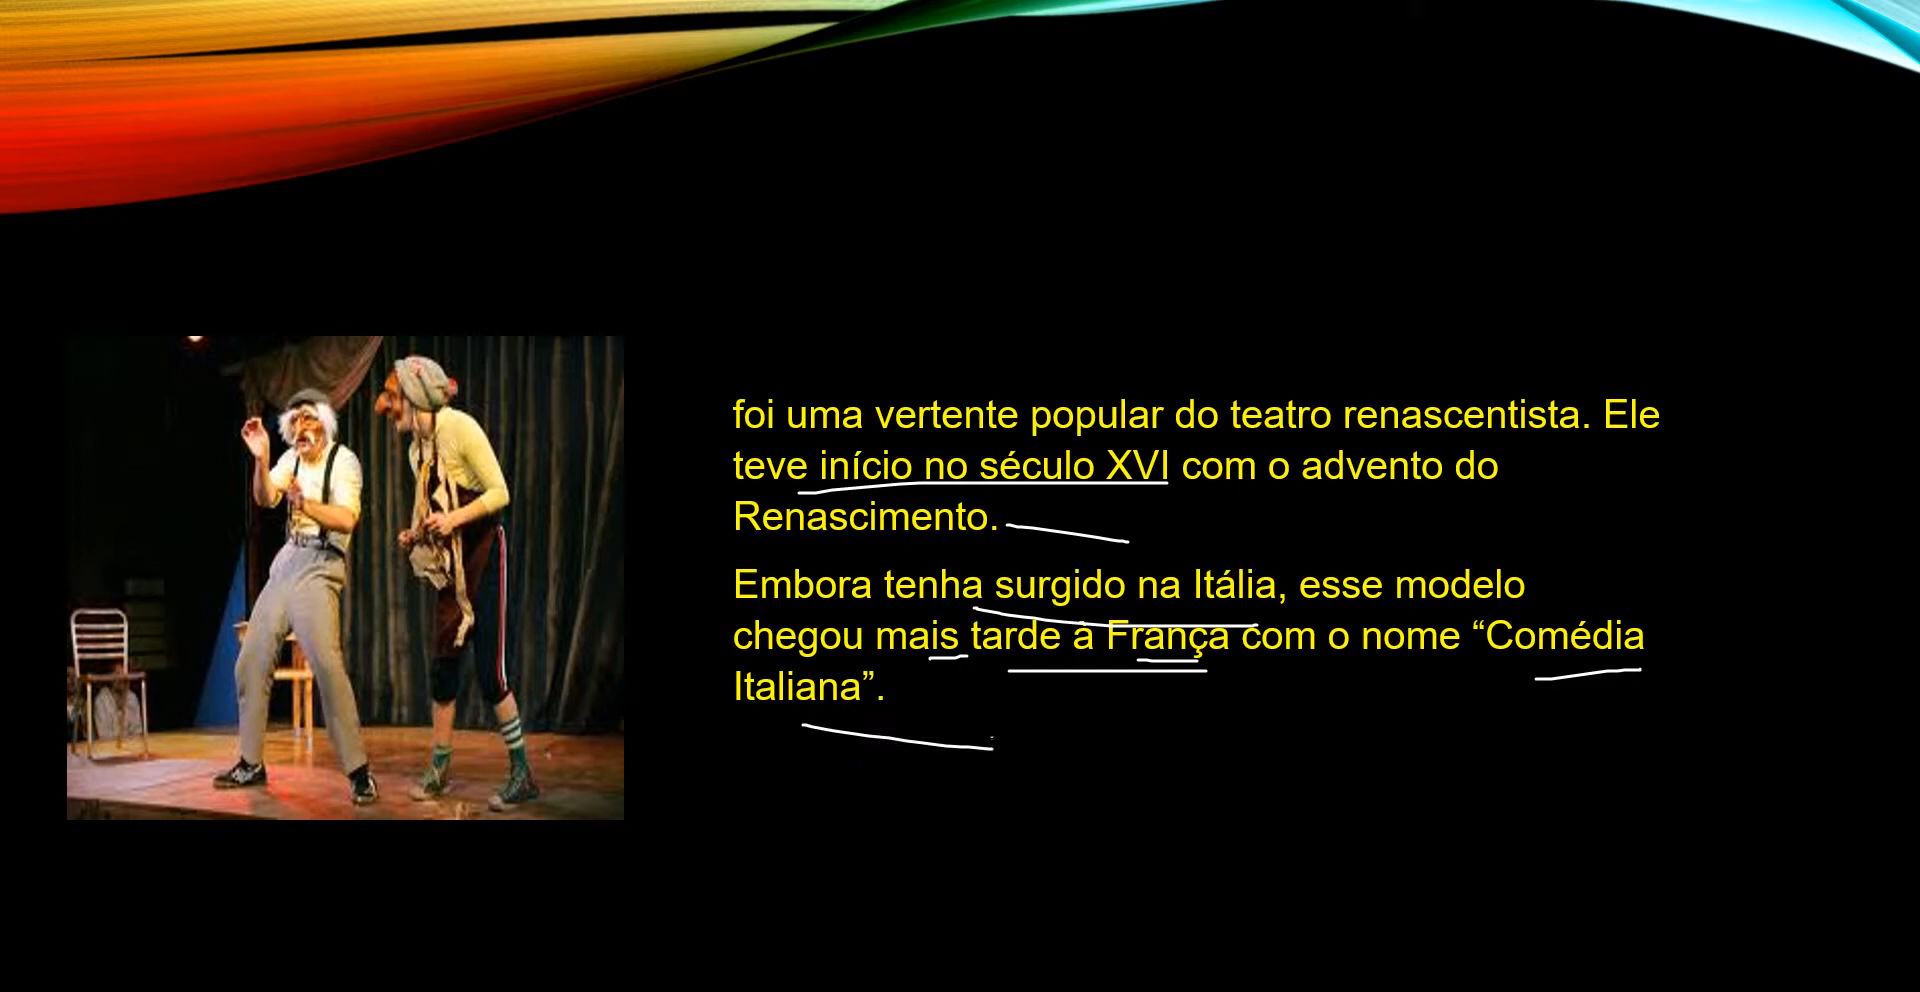 foi uma vertente popular do teatro renascentista. Ele
teve início no século XVI com o advento do
Renascimento.
Embora tenha surgido na Itália, esse modelo
chegou mais tarde à França com o nome “Comédia
Italiana”.